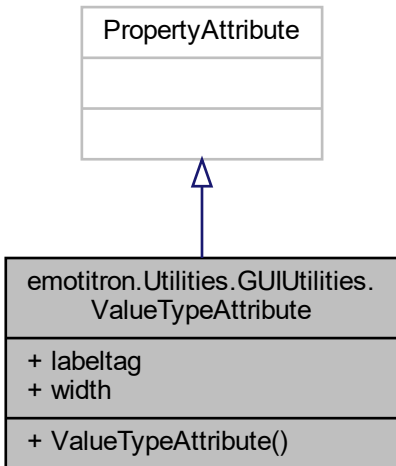 PropertyAttribute
emotitron.Utilities.GUIUtilities.
ValueTypeAttribute
+ labeltag
+ width
+ ValueTypeAttribute()